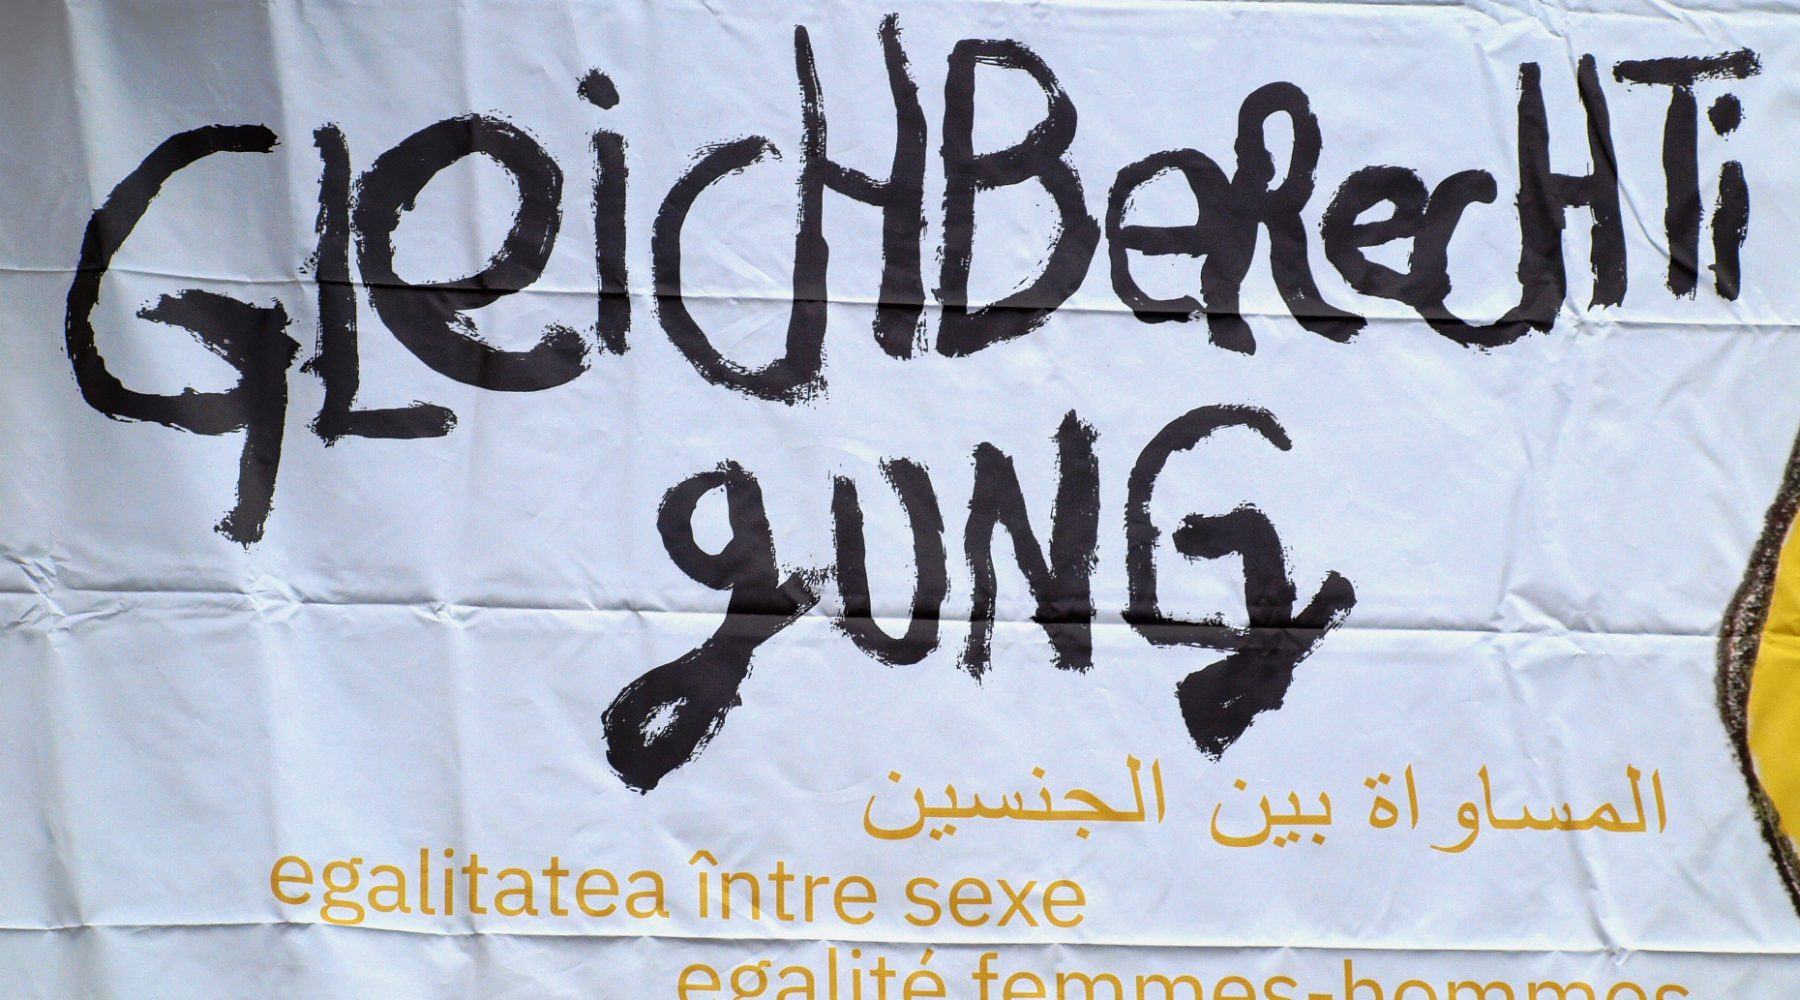 GLeiCHBeReCHTi
gUNG
المساواة بين الجنسين
egalitatea între sexe
egalité femmes-hommes